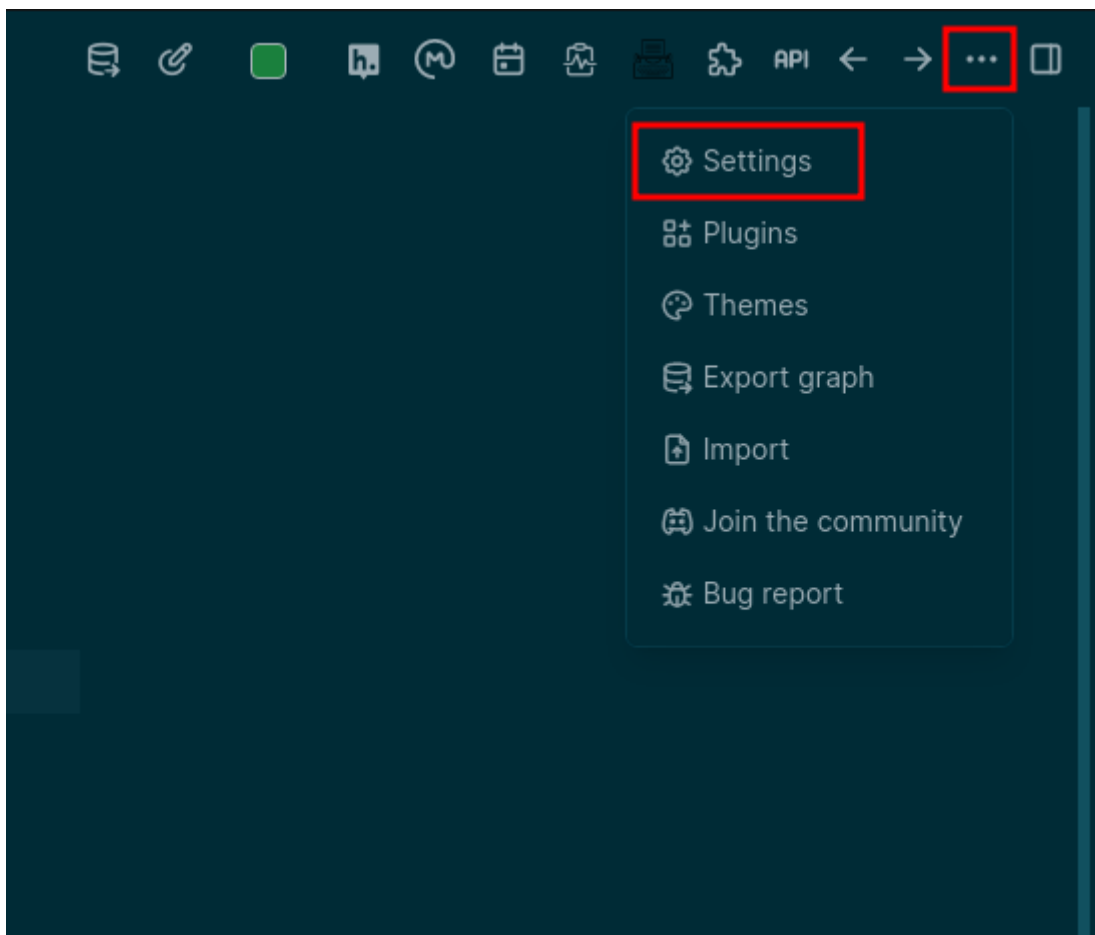 h.
API
Settings
Plugins
Themes
Export graph
Import
Join the community
Bug report